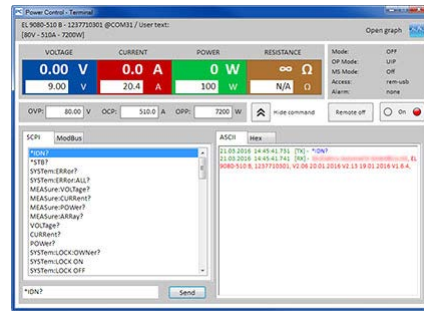 Power Control - Terminal
EL 9080-510 B - 1237710301 @COM31 / User text:
[80V - 510A - 7200W]
Open graph
VOLTAGE CURRENT POWER RESISTANCE
0.00 V 0.0 A 0 W ∞ Ω
9.00 V 20.4 A 100 W N/A Ω
Mode: OFF
OP Mode: UIP
MS Mode: Off
Access: rem-usb
Alarm: none
OVP: 80.00 V OCP: 510.0 A OPP: 7200 W Hide command Remote off On
SCPI ModBus
*IDN?
*STB?
SYSTem:ERRor?
SYSTem:ERRor:ALL?
MEASure:VOLTage?
MEASure:CURRent?
MEASure:POWer?
MEASure:ARRay?
VOLTage?
CURRent?
POWer?
SYSTem:LOCK:OWNer?
SYSTem:LOCK ON
SYSTem:LOCK OFF
*IDN? Send
ASCII Hex
21.03.2016 14:45:41.731 [TX] - *IDN?
21.03.2016 14:45:41.741 [RX] - EL
9080-510 B, 1237710301, V2.06 20.01.2016 V2.13 19.01.2016 V1.6.4,